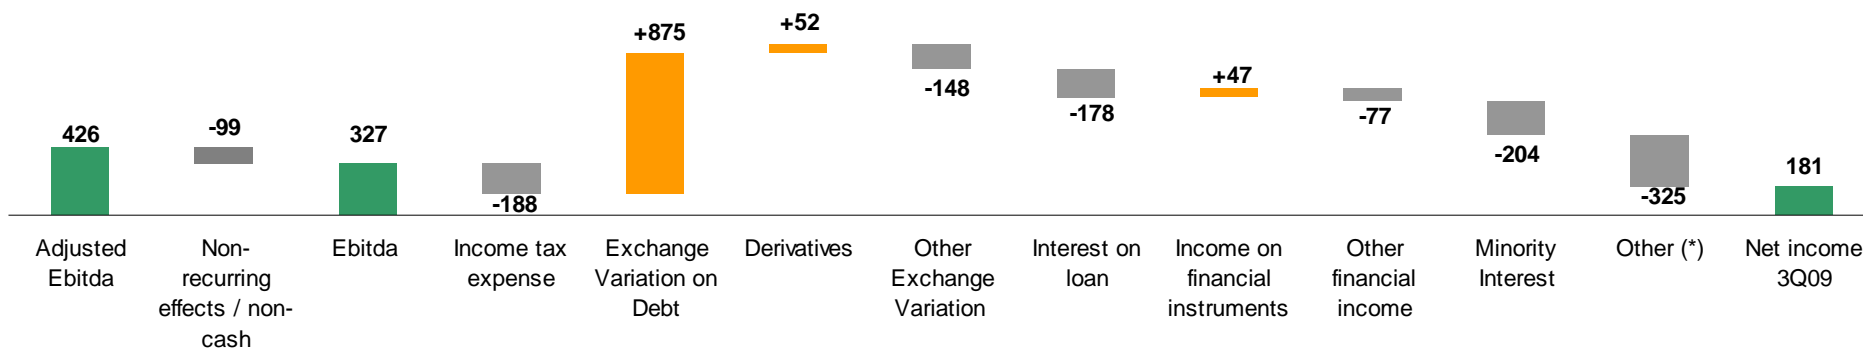 426
-99
327
-188
+875
+52
-148
-178
+47
-77
-204
-325
181
Adjusted
Ebitda
Non-
recurring
effects / non-
cash
Ebitda
Income tax
expense
Exchange
Variation on
Debt
Derivatives
Other
Exchange
Variation
Interest on
loan
Income on
financial
instruments
Other
financial
income
Minority
Interest
Other (*)
Net income
3Q09